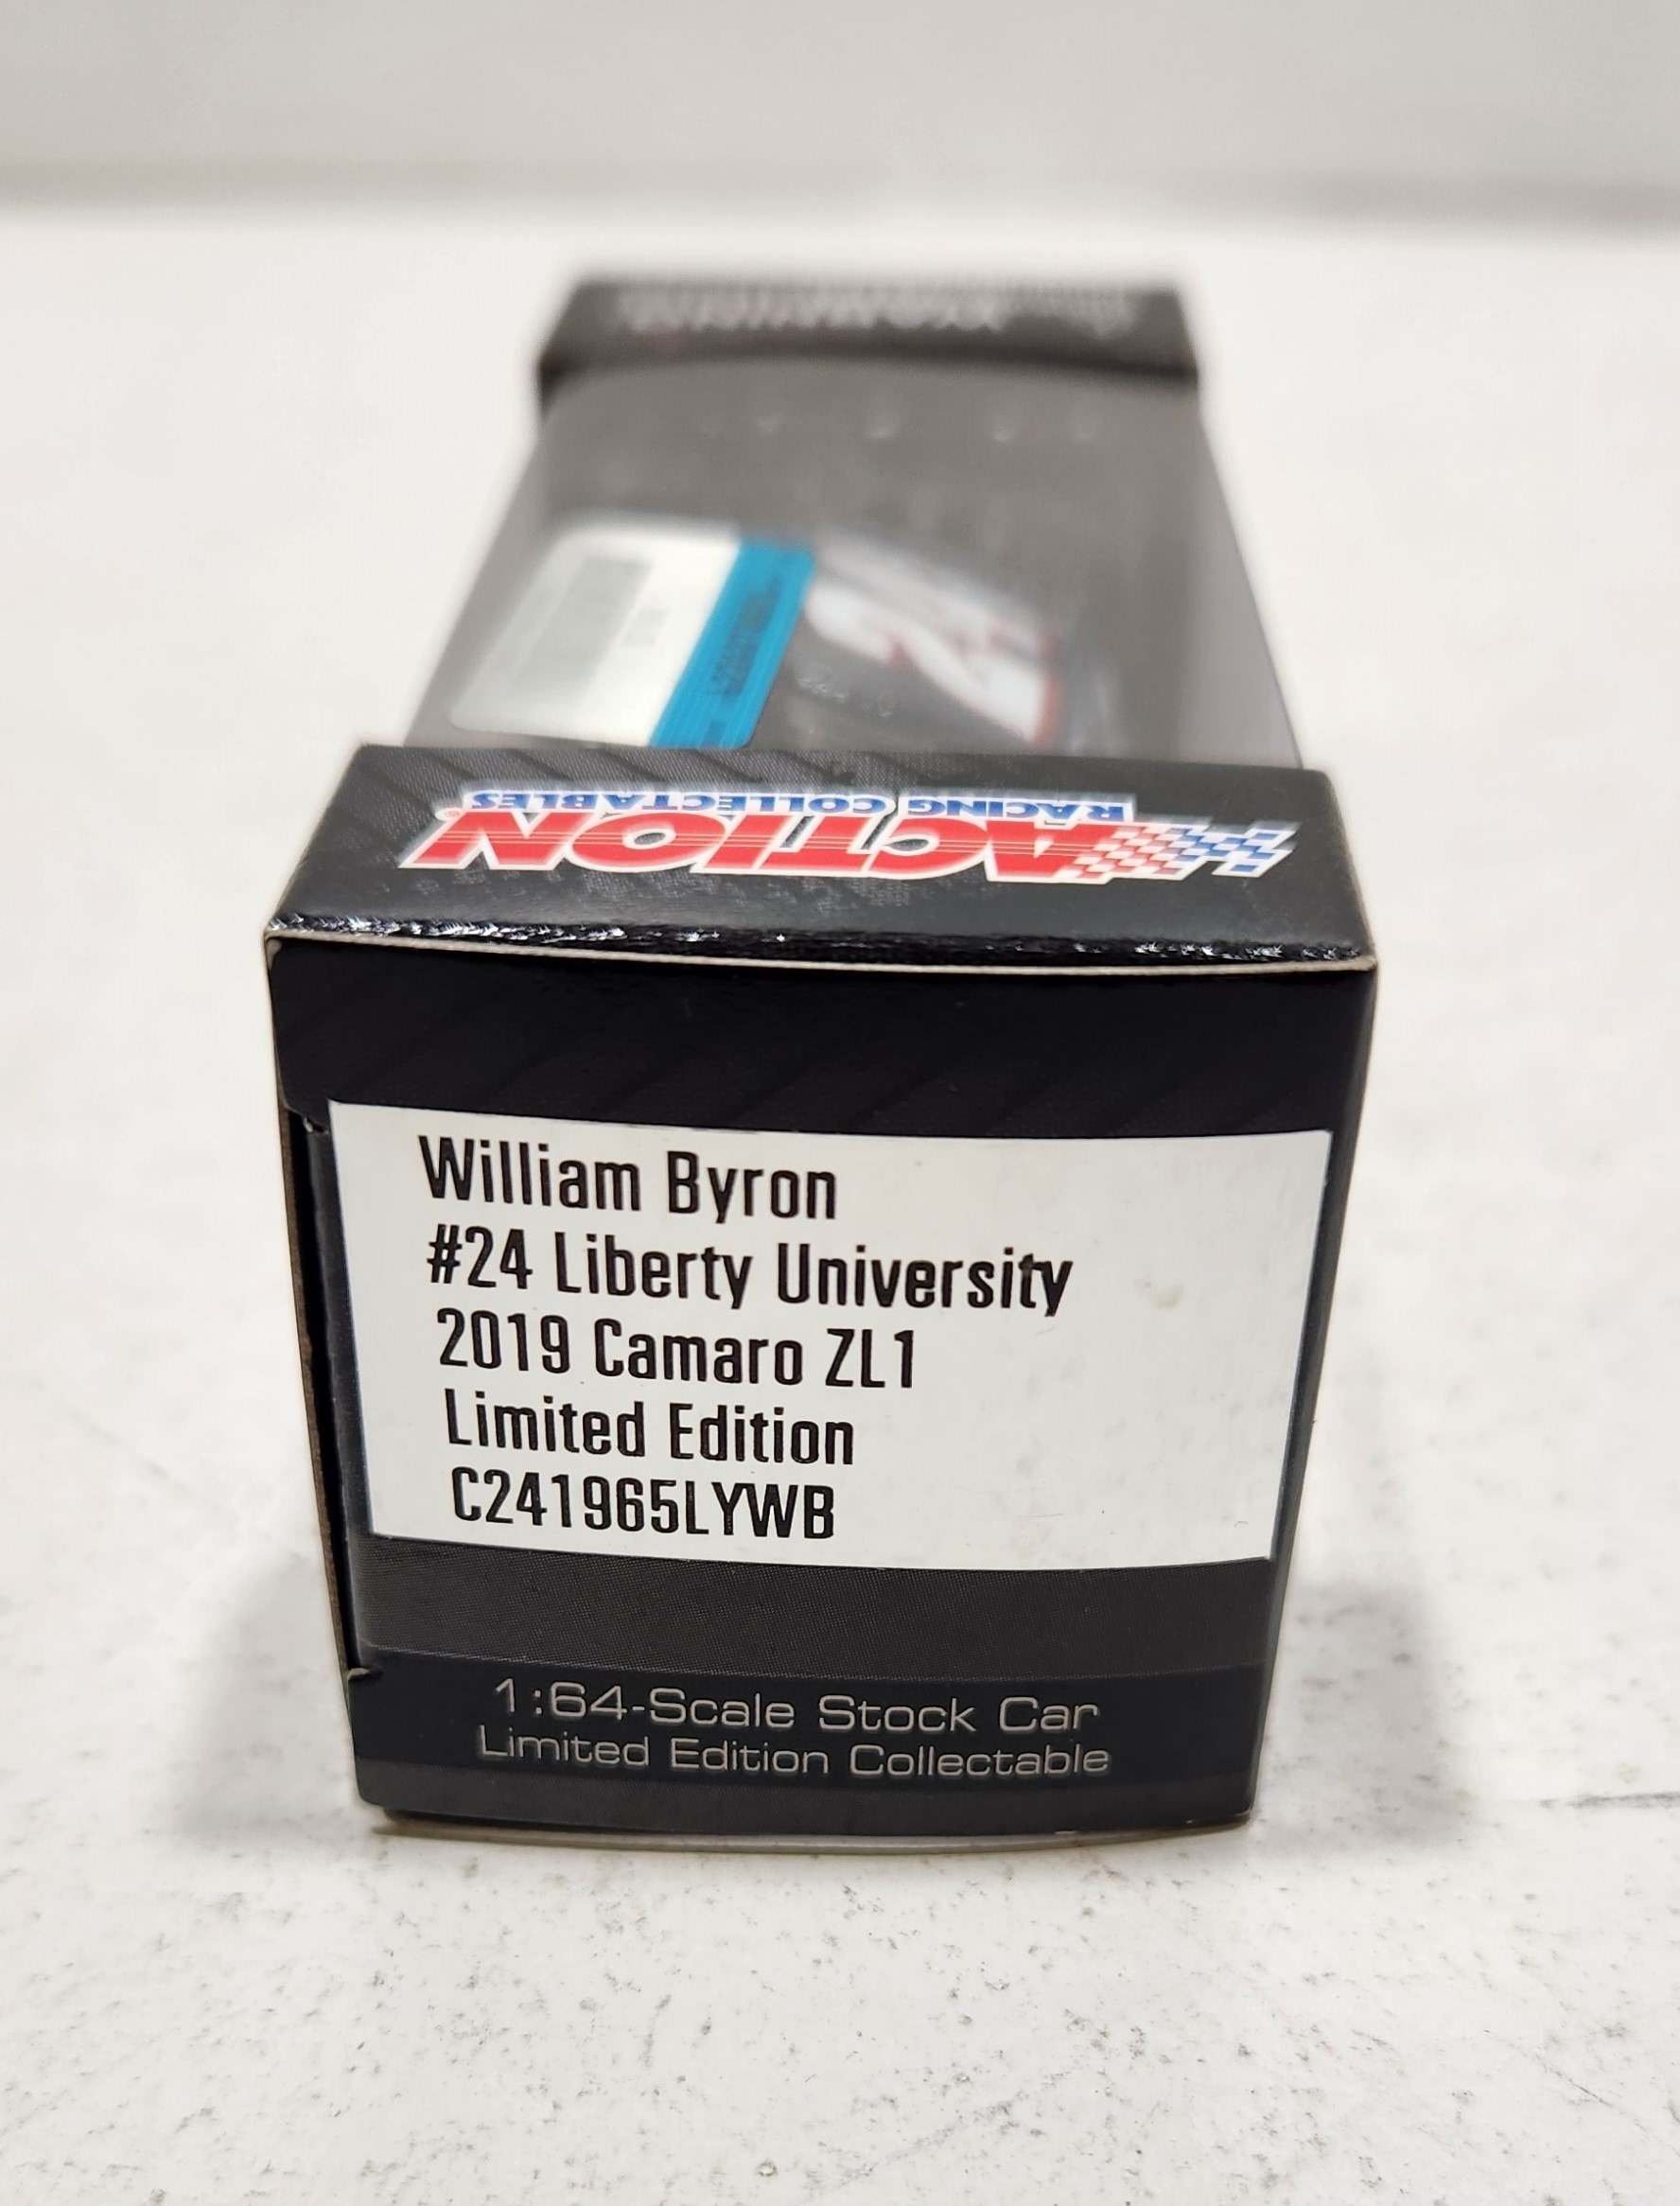 ACTION®
RACING COLLECTABLES
William Byron
#24 Liberty University
2019 Camaro ZL1
Limited Edition
C241965LYWB
1:64-Scale Stock Car
Limited Edition Collectable